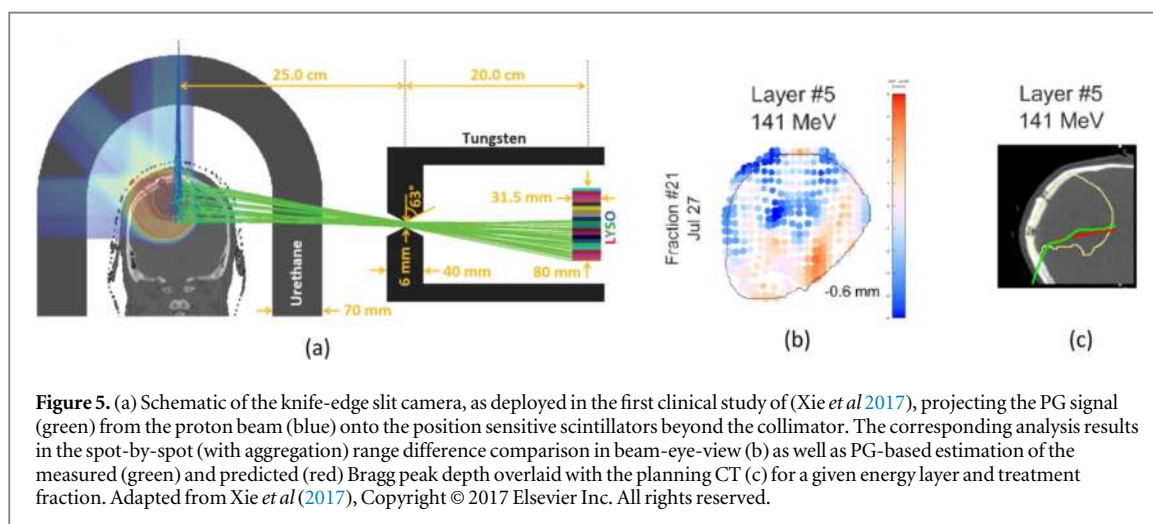 25.0 cm
20.0 cm
Tungsten
63°
31.5 mm
LYSO
6 mm
40 mm
80 mm
Urethane
70 mm
(a)
Layer #5
141 MeV
Fraction #21
Jul 27
-0.6 mm
(b)
Layer #5
141 MeV
(c)
Figure 5. (a) Schematic of the knife-edge slit camera, as deployed in the first clinical study of (Xie et al 2017), projecting the PG signal
(green) from the proton beam (blue) onto the position sensitive scintillators beyond the collimator. The corresponding analysis results
in the spot-by-spot (with aggregation) range difference comparison in beam-eye-view (b) as well as PG-based estimation of the
measured (green) and predicted (red) Bragg peak depth overlaid with the planning CT (c) for a given energy layer and treatment
fraction. Adapted from Xie et al (2017), Copyright © 2017 Elsevier Inc. All rights reserved.